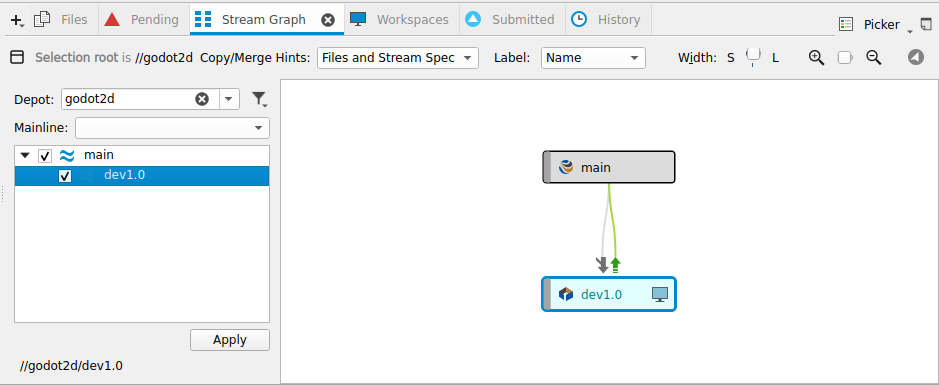 Files Pending Stream Graph Workspaces Submitted History Picker
Selection root is //godot2d Copy/Merge Hints: Files and Stream Spec Label: Name Width: S L
Depot: godot2d
Mainline:
main
dev1.0
Apply
//godot2d/dev1.0
main
dev1.0